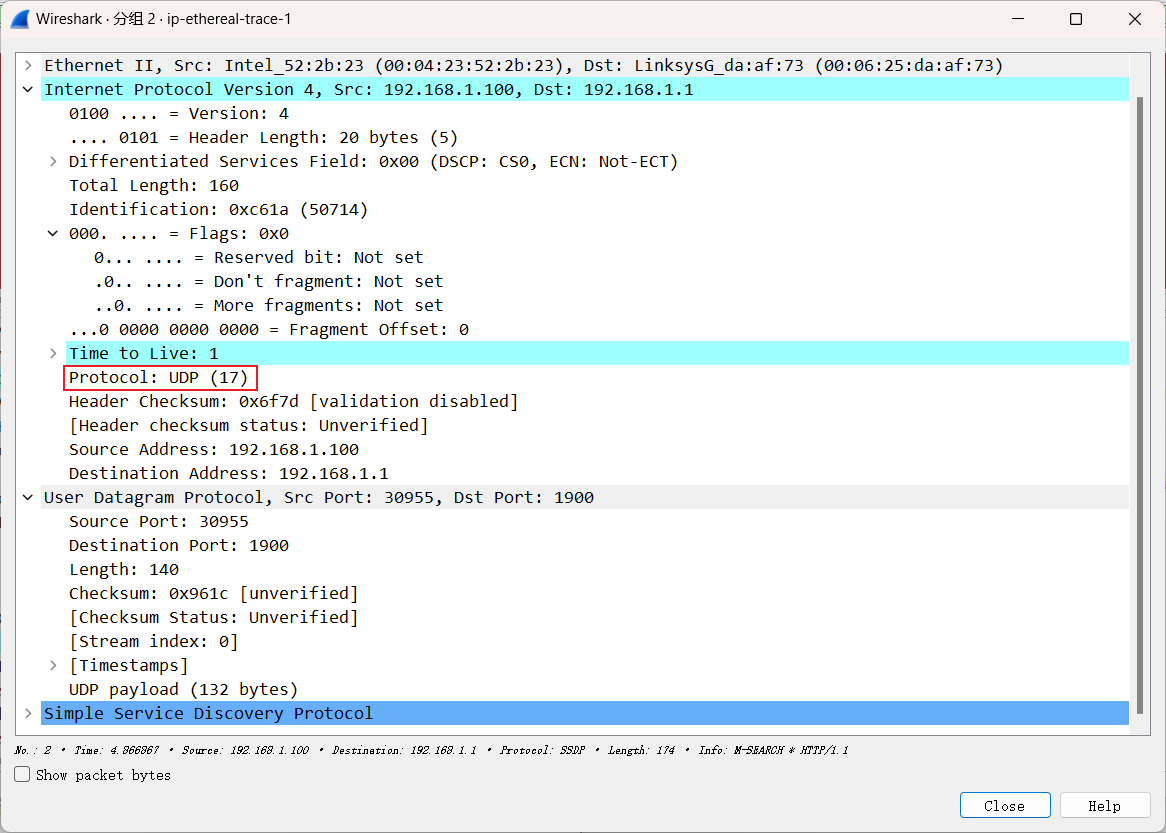 Wireshark · 分组 2 · ip-ethereal-trace-1
Ethernet II, Src: Intel_52:2b:23 (00:04:23:52:2b:23), Dst: LinksysG_da:af:73 (00:06:25:da:af:73)
Internet Protocol Version 4, Src: 192.168.1.100, Dst: 192.168.1.1
0100 .... = Version: 4
.... 0101 = Header Length: 20 bytes (5)
Differentiated Services Field: 0x00 (DSCP: CS0, ECN: Not-ECT)
Total Length: 160
Identification: 0xc61a (50714)
000. .... = Flags: 0x0
0... .... = Reserved bit: Not set
.0.. .... = Don't fragment: Not set
..0. .... = More fragments: Not set
...0 0000 0000 0000 = Fragment Offset: 0
Time to Live: 1
Protocol: UDP (17)
Header Checksum: 0x6f7d [validation disabled]
[Header checksum status: Unverified]
Source Address: 192.168.1.100
Destination Address: 192.168.1.1
User Datagram Protocol, Src Port: 30955, Dst Port: 1900
Source Port: 30955
Destination Port: 1900
Length: 140
Checksum: 0x961c [unverified]
[Checksum Status: Unverified]
[Stream index: 0]
[Timestamps]
UDP payload (132 bytes)
Simple Service Discovery Protocol
No.: 2 · Time: 4.866867 · Source: 192.168.1.100 · Destination: 192.168.1.1 · Protocol: SSDP · Length: 174 · Info: M-SEARCH * HTTP/1.1
Show packet bytes
Close Help